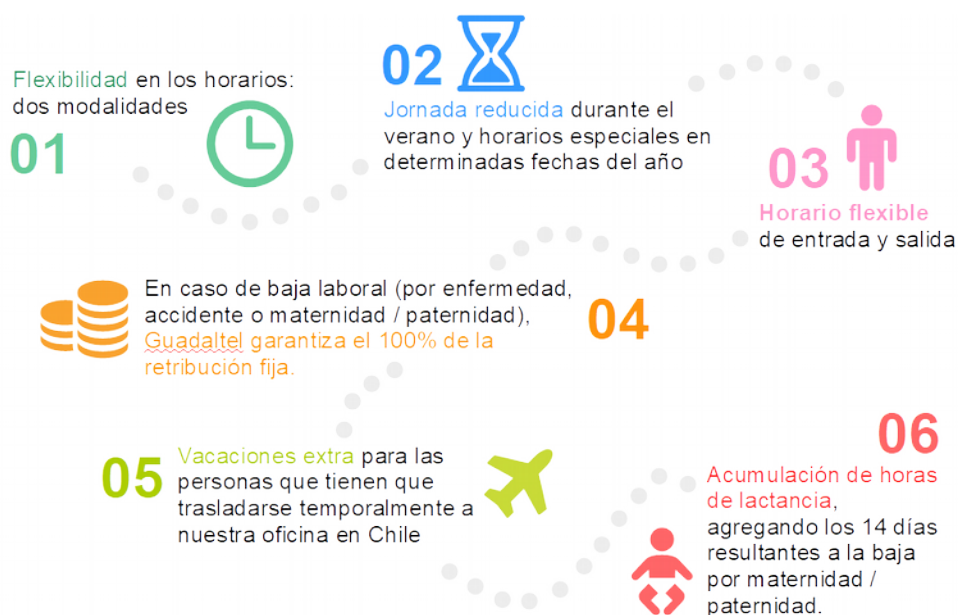 Flexibilidad en los horarios:
dos modalidades
01
02
Jornada reducida durante el
verano y horarios especiales en
determinadas fechas del año
03
Horario flexible
de entrada y salida
En caso de baja laboral (por enfermedad,
accidente o maternidad / paternidad),
Guadaltel garantiza el 100% de la
retribución fija.
04
05
Vacaciones extra para las
personas que tienen que
trasladarse temporalmente a
nuestra oficina en Chile
06
Acumulación de horas
de lactancia,
agregando los 14 días
resultantes a la baja
por maternidad /
paternidad.